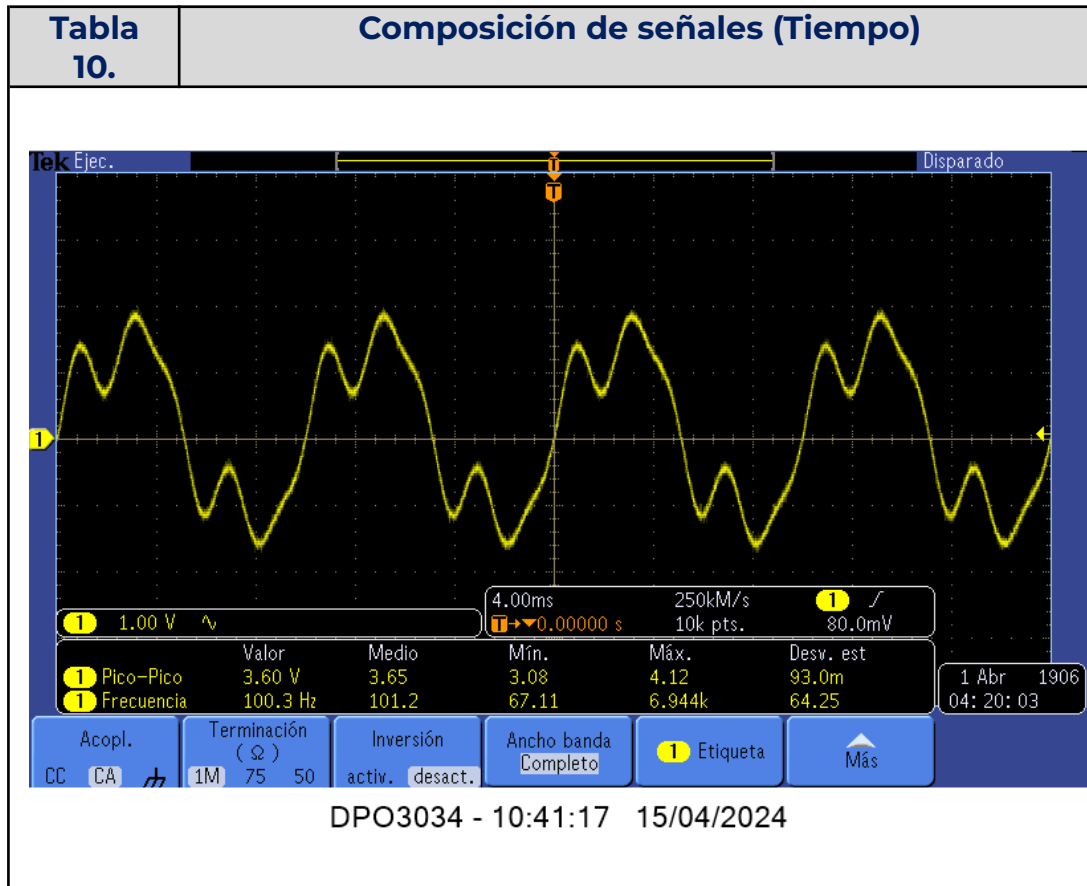 Tabla 10. Composición de señales (Tiempo)
Tek Ejec. Disparado
T
T
1
4.00ms 250kM/s 1
1 1.00 V T→▼0.00000 s 10k pts. 80.0mV
Valor Medio Mín. Máx. Desv. est
1 Pico-Pico 3.60 V 3.65 3.08 4.12 93.0m
1 Frecuencia 100.3 Hz 101.2 67.11 6.944k 64.25
1 Abr 1906
04:20:03
Acopl.
CC CA
Terminación
(Ω)
1M 75 50
Inversión
activ. desact.
Ancho banda
Completo
1 Etiqueta
Más
DPO3034 - 10:41:17 15/04/2024